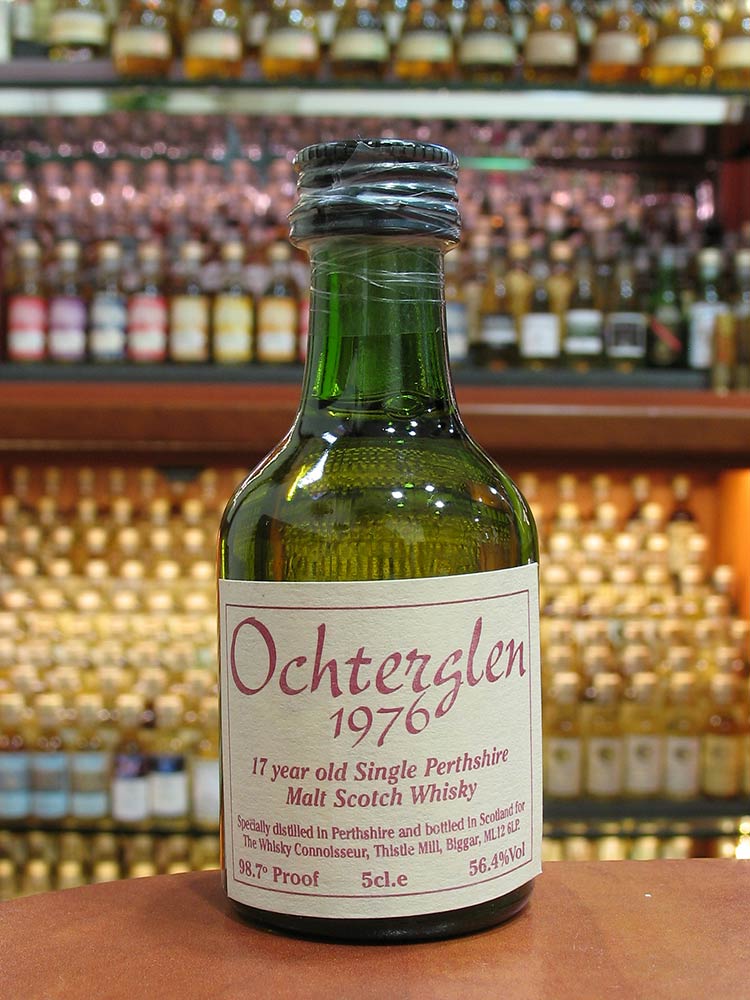 Ochterglen
1976
17 year old Single Perthshire
Malt Scotch Whisky
Specially distilled in Perthshire and bottled in Scotland for
The Whisky Connoisseur, Thistle Mill, Biggar, ML12 6LP.
98.7º Proof 5cl.e 56.4%Vol